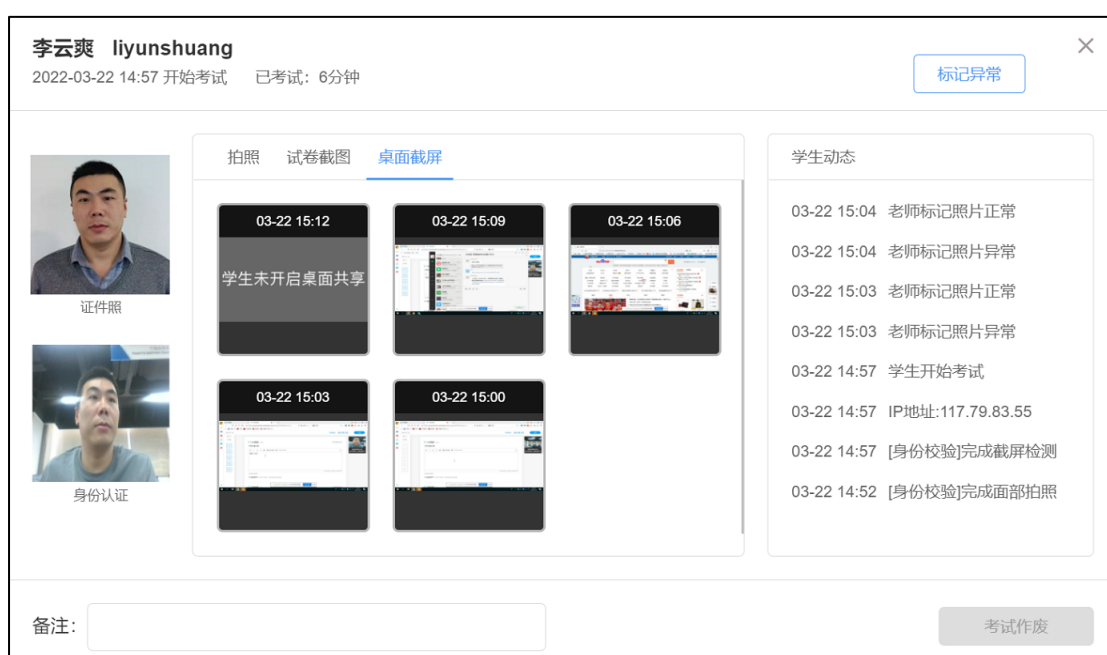 李云爽 liyunshuang
2022-03-22 14:57 开始考试 已考试：6分钟
标记异常
证件照
身份认证
拍照 试卷截图 桌面截屏
03-22 15:12
学生未开启桌面共享
03-22 15:09
03-22 15:06
03-22 15:03
03-22 15:00
学生动态
03-22 15:04 老师标记照片正常
03-22 15:04 老师标记照片异常
03-22 15:03 老师标记照片正常
03-22 15:03 老师标记照片异常
03-22 14:57 学生开始考试
03-22 14:57 IP地址:117.79.83.55
03-22 14:57 [身份校验]完成截屏检测
03-22 14:52 [身份校验]完成面部拍照
备注：
考试作废